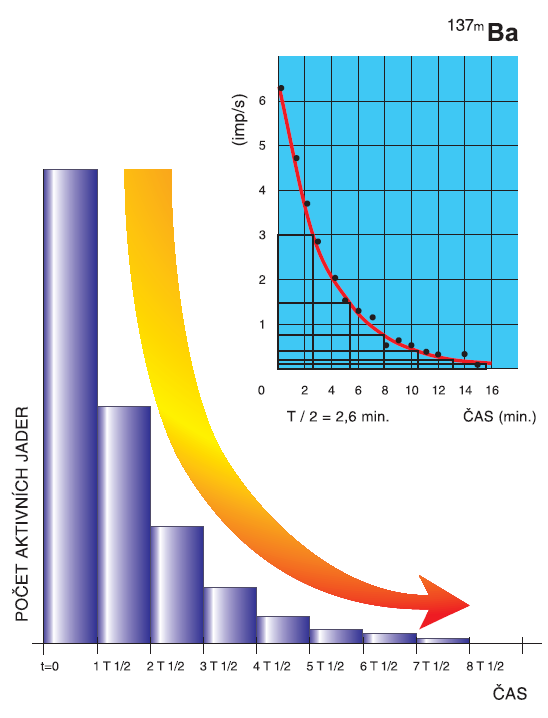 137m Ba
(imp/s)
6
5
4
3
2
1
0 2 4 6 8 10 12 14 16
T / 2 = 2,6 min. ČAS (min.)
POČET AKTIVNÍCH JADER
t=0 1 T 1/2 2 T 1/2 3 T 1/2 4 T 1/2 5 T 1/2 6 T 1/2 7 T 1/2 8 T 1/2
ČAS